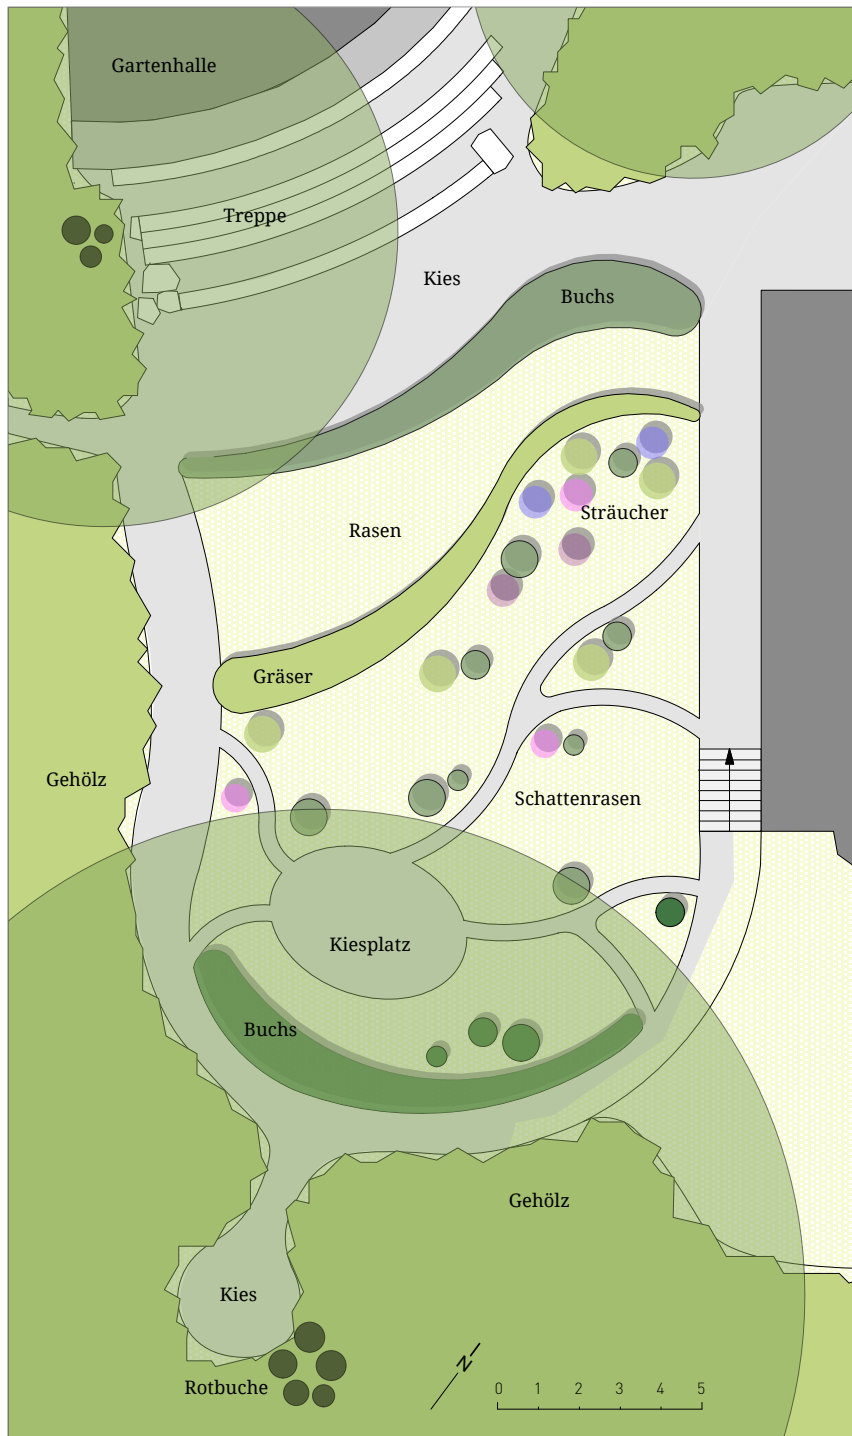 Gartenhalle
Treppe
Kies
Buchs
Sträucher
Rasen
Gräser
Gehölz
Schattenrasen
Kiesplatz
Buchs
Gehölz
Kies
Rotbuche
N
0 1 2 3 4 5